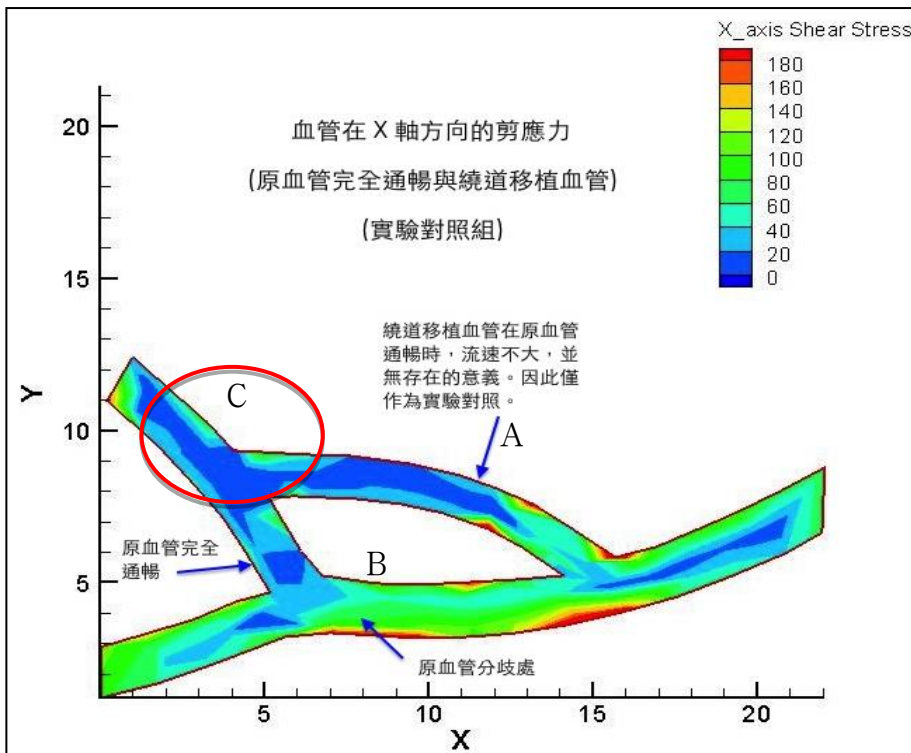 X_axis Shear Stress
180
160
140
120
100
80
60
40
20
0
血管在 X 軸方向的剪應力
(原血管完全通暢與繞道移植血管)
(實驗對照組)
繞道移植血管在原血管
通暢時，流速不大，並
無存在的意義。因此僅
作為實驗對照。
A
B
C
原血管完全
通暢
原血管分歧處
Y
20
15
10
5
5
10
15
20
X